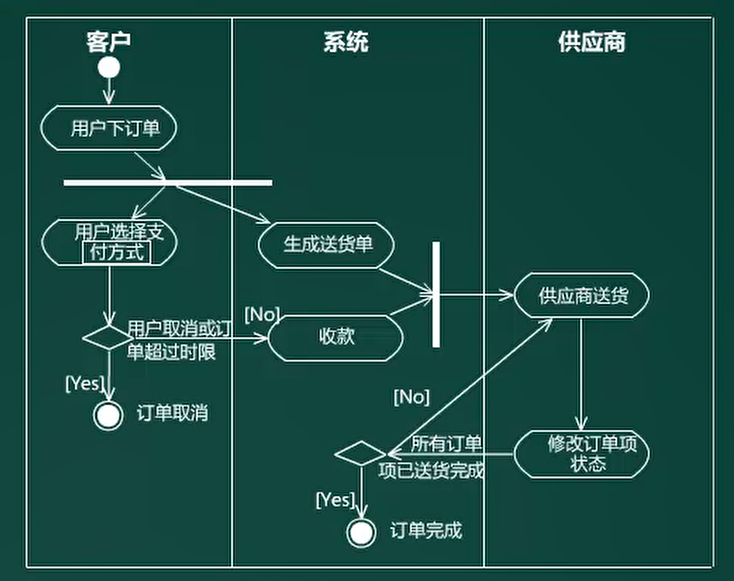 客户
系统
供应商
用户下订单
用户选择支
付方式
生成送货单
供应商送货
[No]
用户取消或订
单超过时限
收款
[Yes]
订单取消
[No]
所有订单
项已送货完成
修改订单项
状态
[Yes]
订单完成